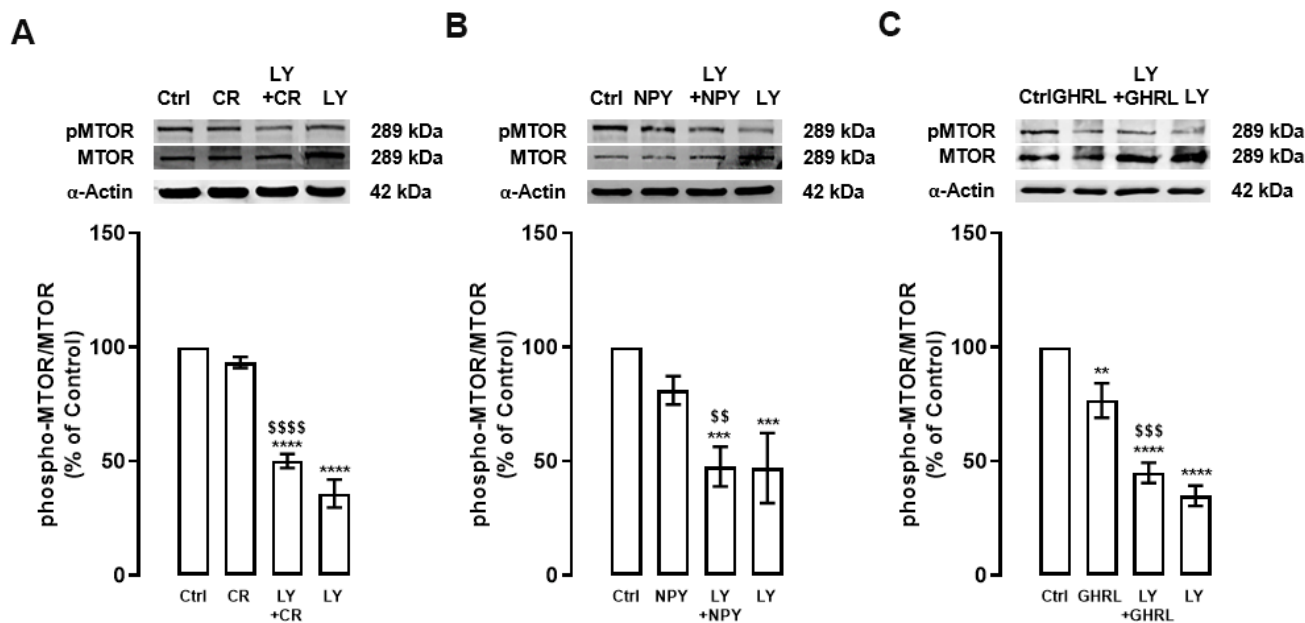 A
LY
Ctrl CR +CR LY
pMTOR 289 kDa
MTOR 289 kDa
α-Actin 42 kDa
phospho-MTOR/MTOR
(% of Control)
150
100
50
0
$$$$
****
****
Ctrl CR LY LY
+CR
B
LY
Ctrl NPY +NPY LY
pMTOR 289 kDa
MTOR 289 kDa
α-Actin 42 kDa
phospho-MTOR/MTOR
(% of Control)
150
100
50
0
$$
***
***
Ctrl NPY LY LY
+NPY
C
LY
CtrlGHRL +GHRL LY
pMTOR 289 kDa
MTOR 289 kDa
α-Actin 42 kDa
phospho-MTOR/MTOR
(% of Control)
150
100
50
0
**
$$$
****
****
Ctrl GHRL LY LY
+GHRL